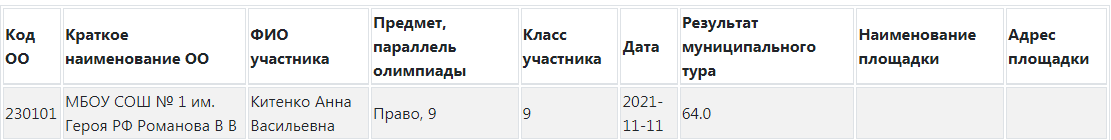 Код ОО
Краткое наименование ОО
ФИО участника
Предмет, параллель олимпиады
Класс участника
Дата
Результат муниципального тура
Наименование площадки
Адрес площадки
230101
МБОУ СОШ № 1 им.
Героя РФ Романова В В
Китенко Анна
Васильевна
Право, 9
9
2021-
11-11
64.0